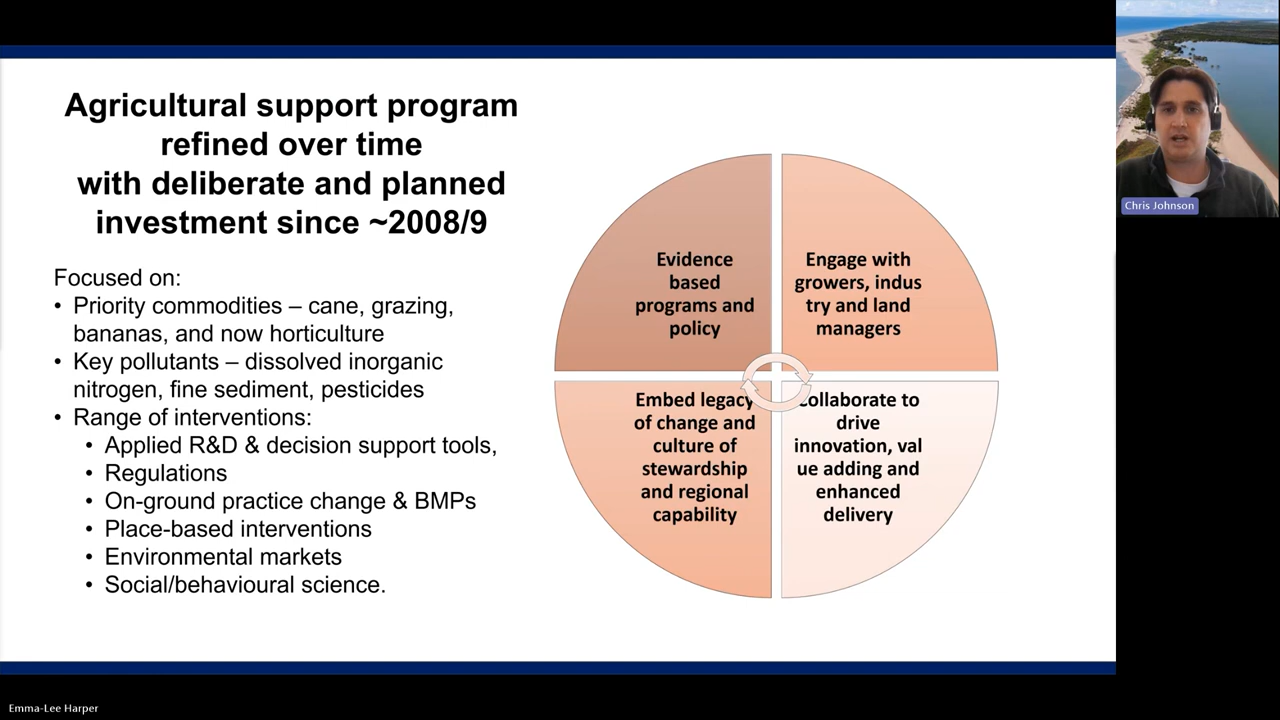 Agricultural support program
refined over time
with deliberate and planned
investment since ~2008/9
Focused on:
• Priority commodities – cane, grazing,
bananas, and now horticulture
• Key pollutants – dissolved inorganic
nitrogen, fine sediment, pesticides
• Range of interventions:
• Applied R&D & decision support tools,
• Regulations
• On-ground practice change & BMPs
• Place-based interventions
• Environmental markets
• Social/behavioural science.
Evidence
based
programs and
policy
Engage with
growers, indus
try and land
managers
Embed legacy
of change and
culture of
stewardship
and regional
capability
Collaborate to
drive
innovation, val
ue adding and
enhanced
delivery
Chris Johnson
Emma-Lee Harper